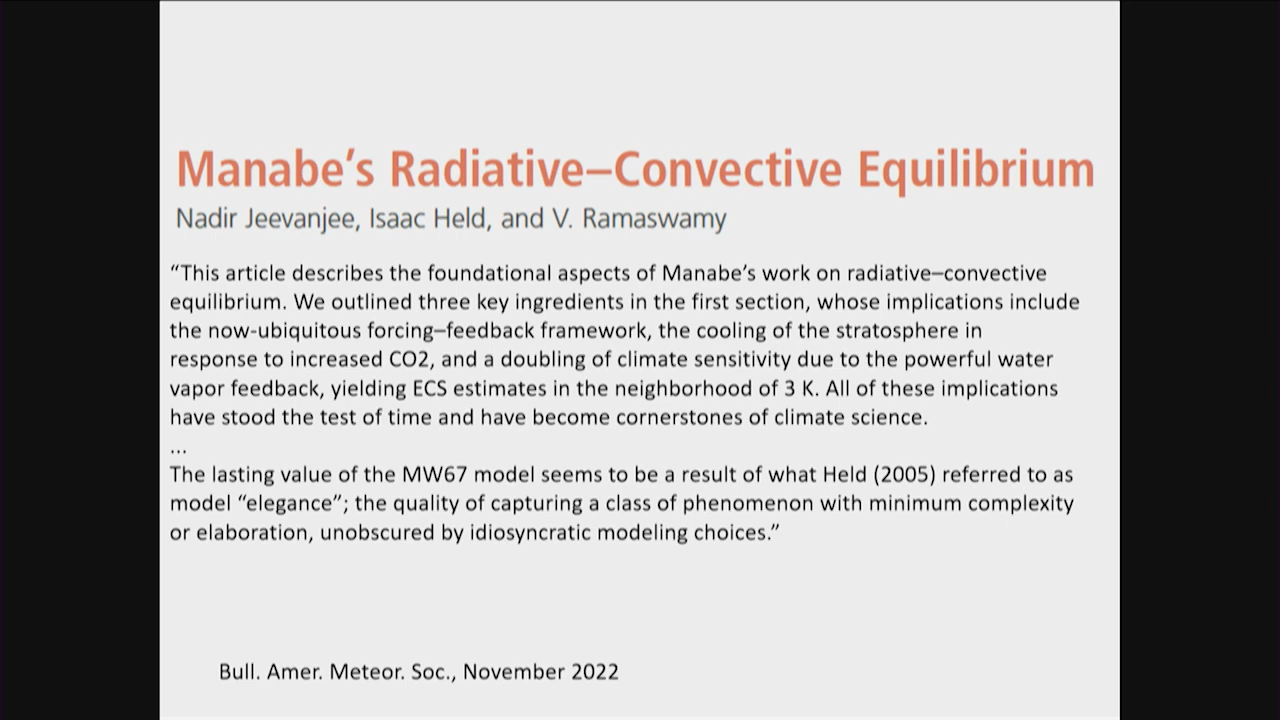 Manabe’s Radiative–Convective Equilibrium
Nadir Jeevanjee, Isaac Held, and V. Ramaswamy
“This article describes the foundational aspects of Manabe’s work on radiative–convective
equilibrium. We outlined three key ingredients in the first section, whose implications include
the now-ubiquitous forcing–feedback framework, the cooling of the stratosphere in
response to increased CO2, and a doubling of climate sensitivity due to the powerful water
vapor feedback, yielding ECS estimates in the neighborhood of 3 K. All of these implications
have stood the test of time and have become cornerstones of climate science.
...
The lasting value of the MW67 model seems to be a result of what Held (2005) referred to as
model “elegance”; the quality of capturing a class of phenomenon with minimum complexity
or elaboration, unobscured by idiosyncratic modeling choices.”
Bull. Amer. Meteor. Soc., November 2022